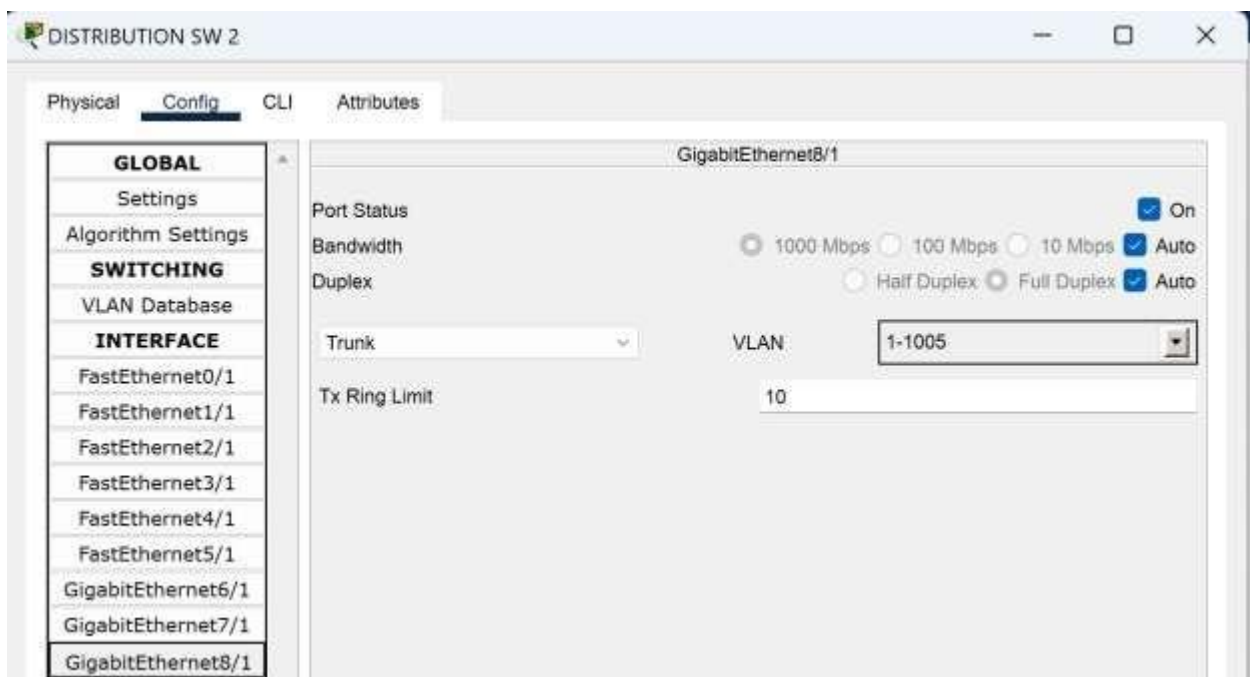 DISTRIBUTION SW 2
Physical Config CLI Attributes
GLOBAL
Settings
Algorithm Settings
SWITCHING
VLAN Database
INTERFACE
FastEthernet0/1
FastEthernet1/1
FastEthernet2/1
FastEthernet3/1
FastEthernet4/1
FastEthernet5/1
GigabitEthernet6/1
GigabitEthernet7/1
GigabitEthernet8/1
GigabitEthernet8/1
Port Status On
Bandwidth 1000 Mbps 100 Mbps 10 Mbps Auto
Duplex Half Duplex Full Duplex Auto
Trunk VLAN 1-1005
Tx Ring Limit 10